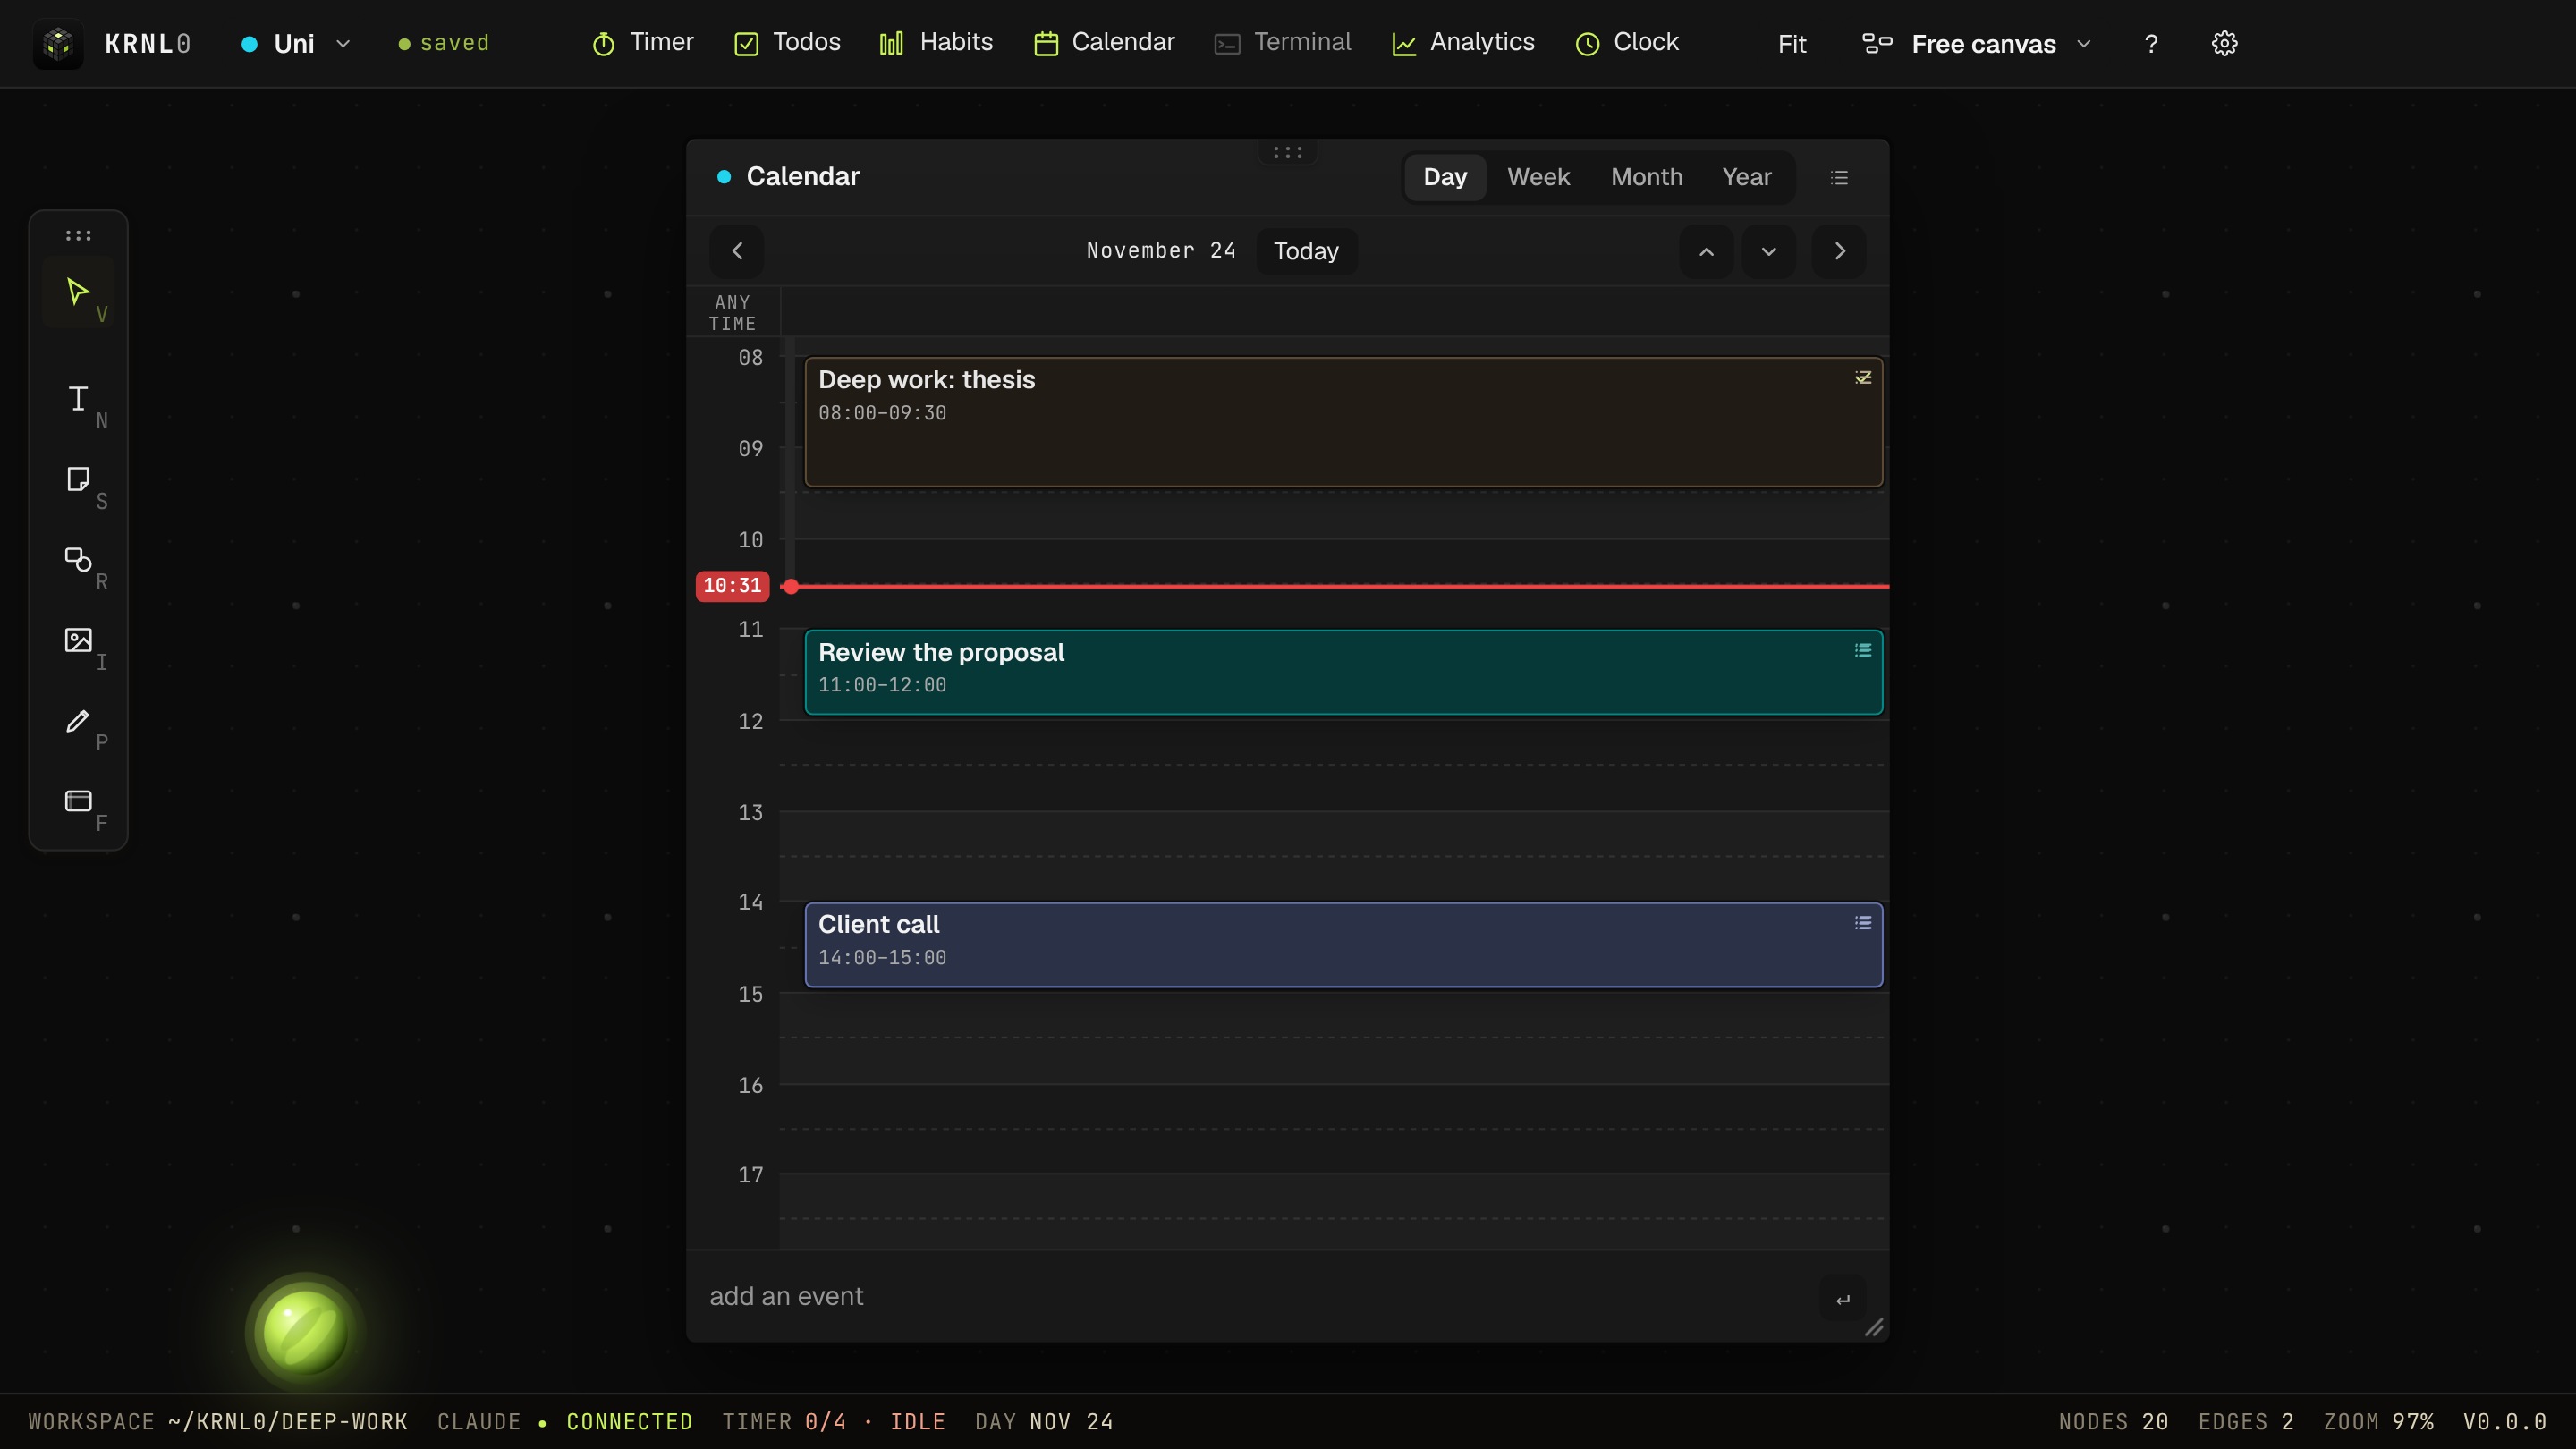 KRNL0 Uni saved Timer Todos Habits Calendar Terminal Analytics Clock Fit Free canvas ?
Calendar Day Week Month Year
November 24 Today
ANY
TIME
V
N
S
R
I
P
F
08
Deep work: thesis
08:00–09:30
09
10
10:31
11
Review the proposal
11:00–12:00
12
13
14
Client call
14:00–15:00
15
16
17
add an event
WORKSPACE ~/KRNL0/DEEP-WORK CLAUDE • CONNECTED TIMER 0/4 · IDLE DAY NOV 24 NODES 20 EDGES 2 ZOOM 97% V0.0.0